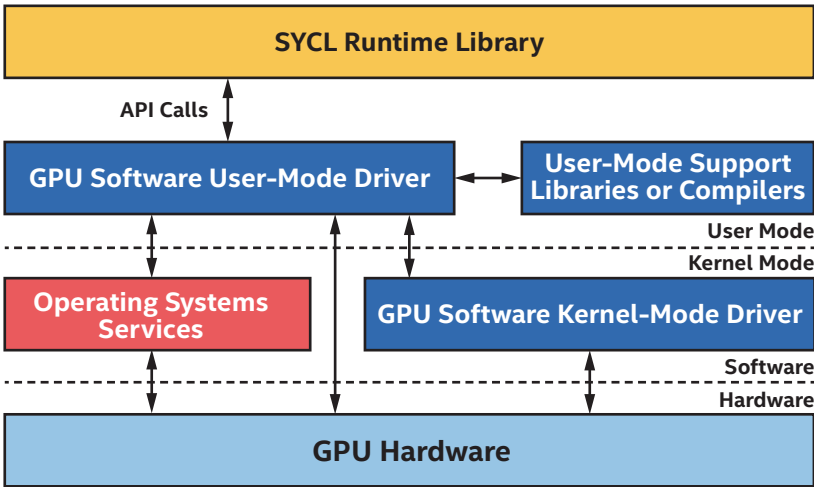 SYCL Runtime Library
API Calls
GPU Software User-Mode Driver
User-Mode Support
Libraries or Compilers
User Mode
Kernel Mode
Operating Systems
Services
GPU Software Kernel-Mode Driver
Software
Hardware
GPU Hardware